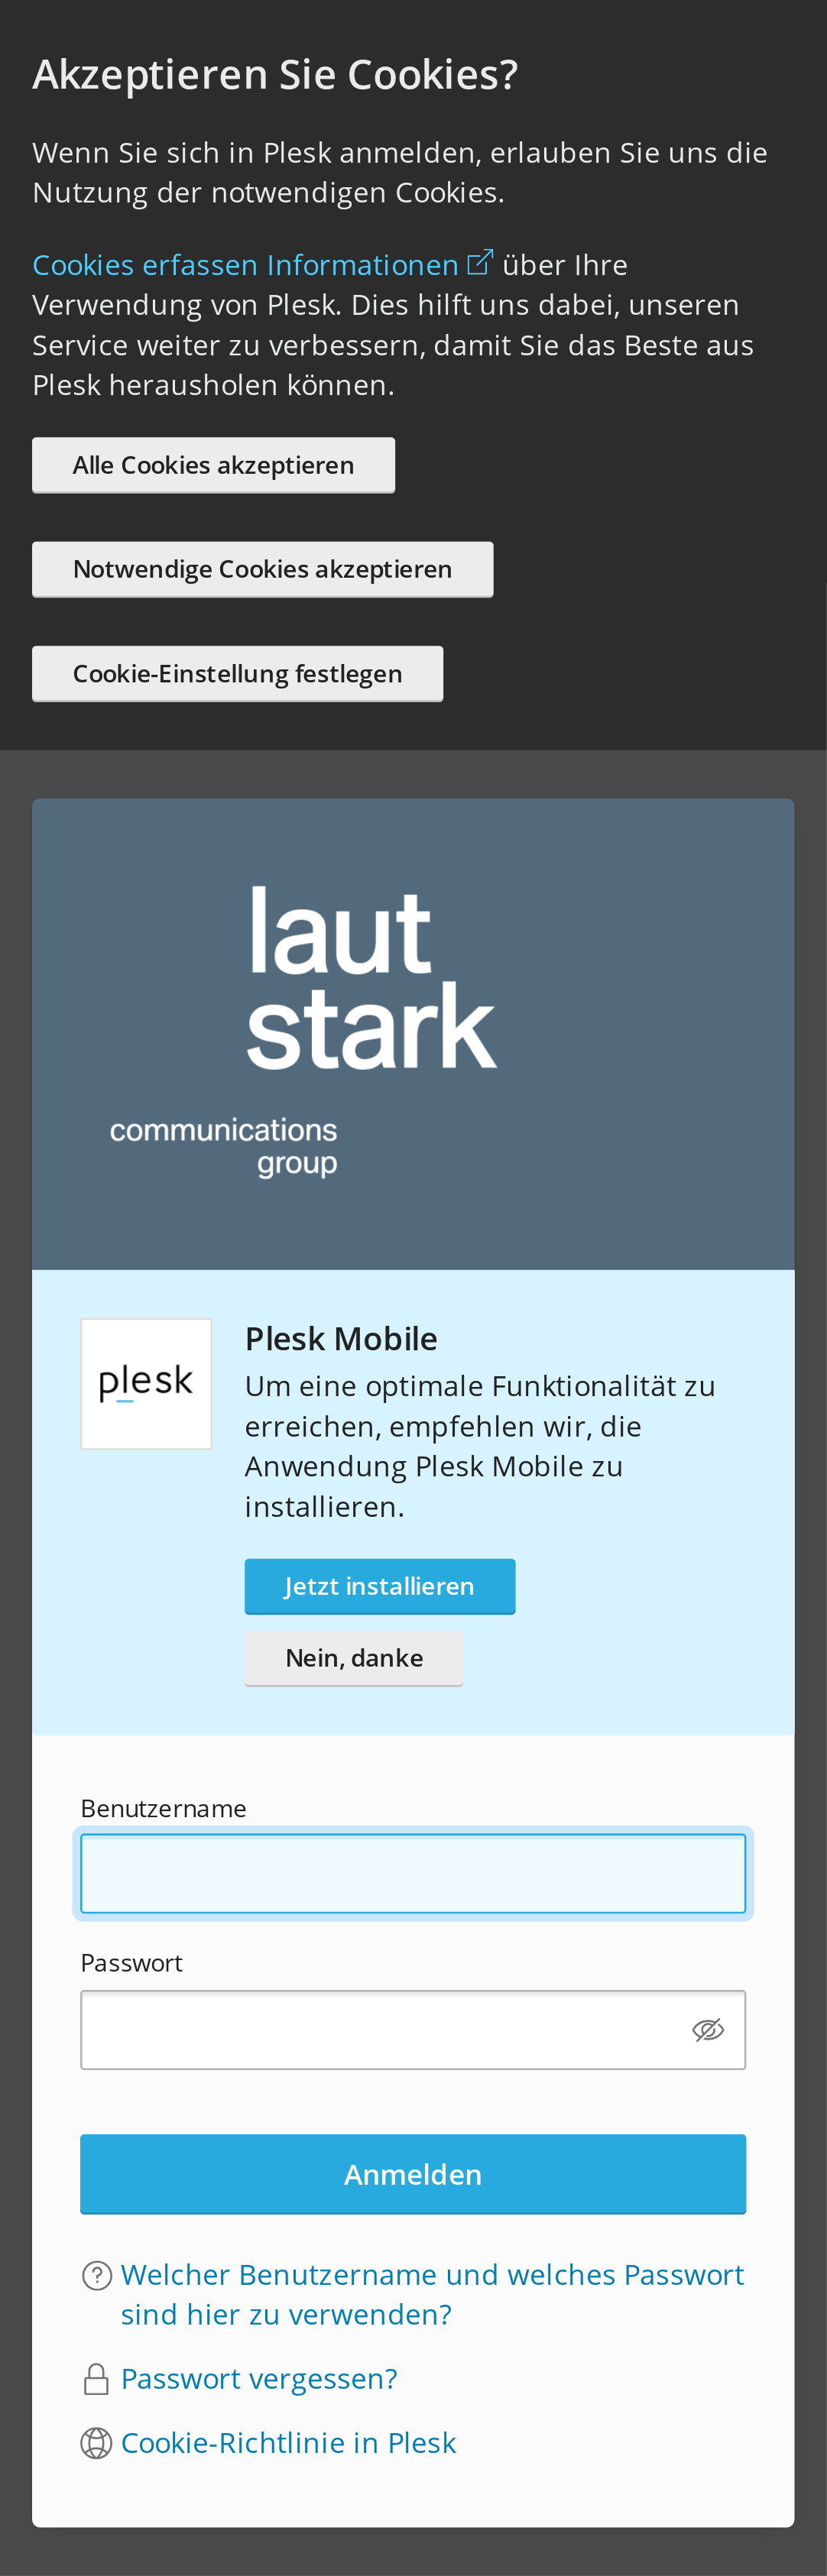 Akzeptieren Sie Cookies?
Wenn Sie sich in Plesk anmelden, erlauben Sie uns die
Nutzung der notwendigen Cookies.
Cookies erfassen Informationen über Ihre
Verwendung von Plesk. Dies hilft uns dabei, unseren
Service weiter zu verbessern, damit Sie das Beste aus
Plesk herausholen können.
Alle Cookies akzeptieren
Notwendige Cookies akzeptieren
Cookie-Einstellung festlegen
laut
stark
communications
group
plesk
Plesk Mobile
Um eine optimale Funktionalität zu
erreichen, empfehlen wir, die
Anwendung Plesk Mobile zu
installieren.
Jetzt installieren
Nein, danke
Benutzername
Passwort
Anmelden
Welcher Benutzername und welches Passwort
sind hier zu verwenden?
Passwort vergessen?
Cookie-Richtlinie in Plesk